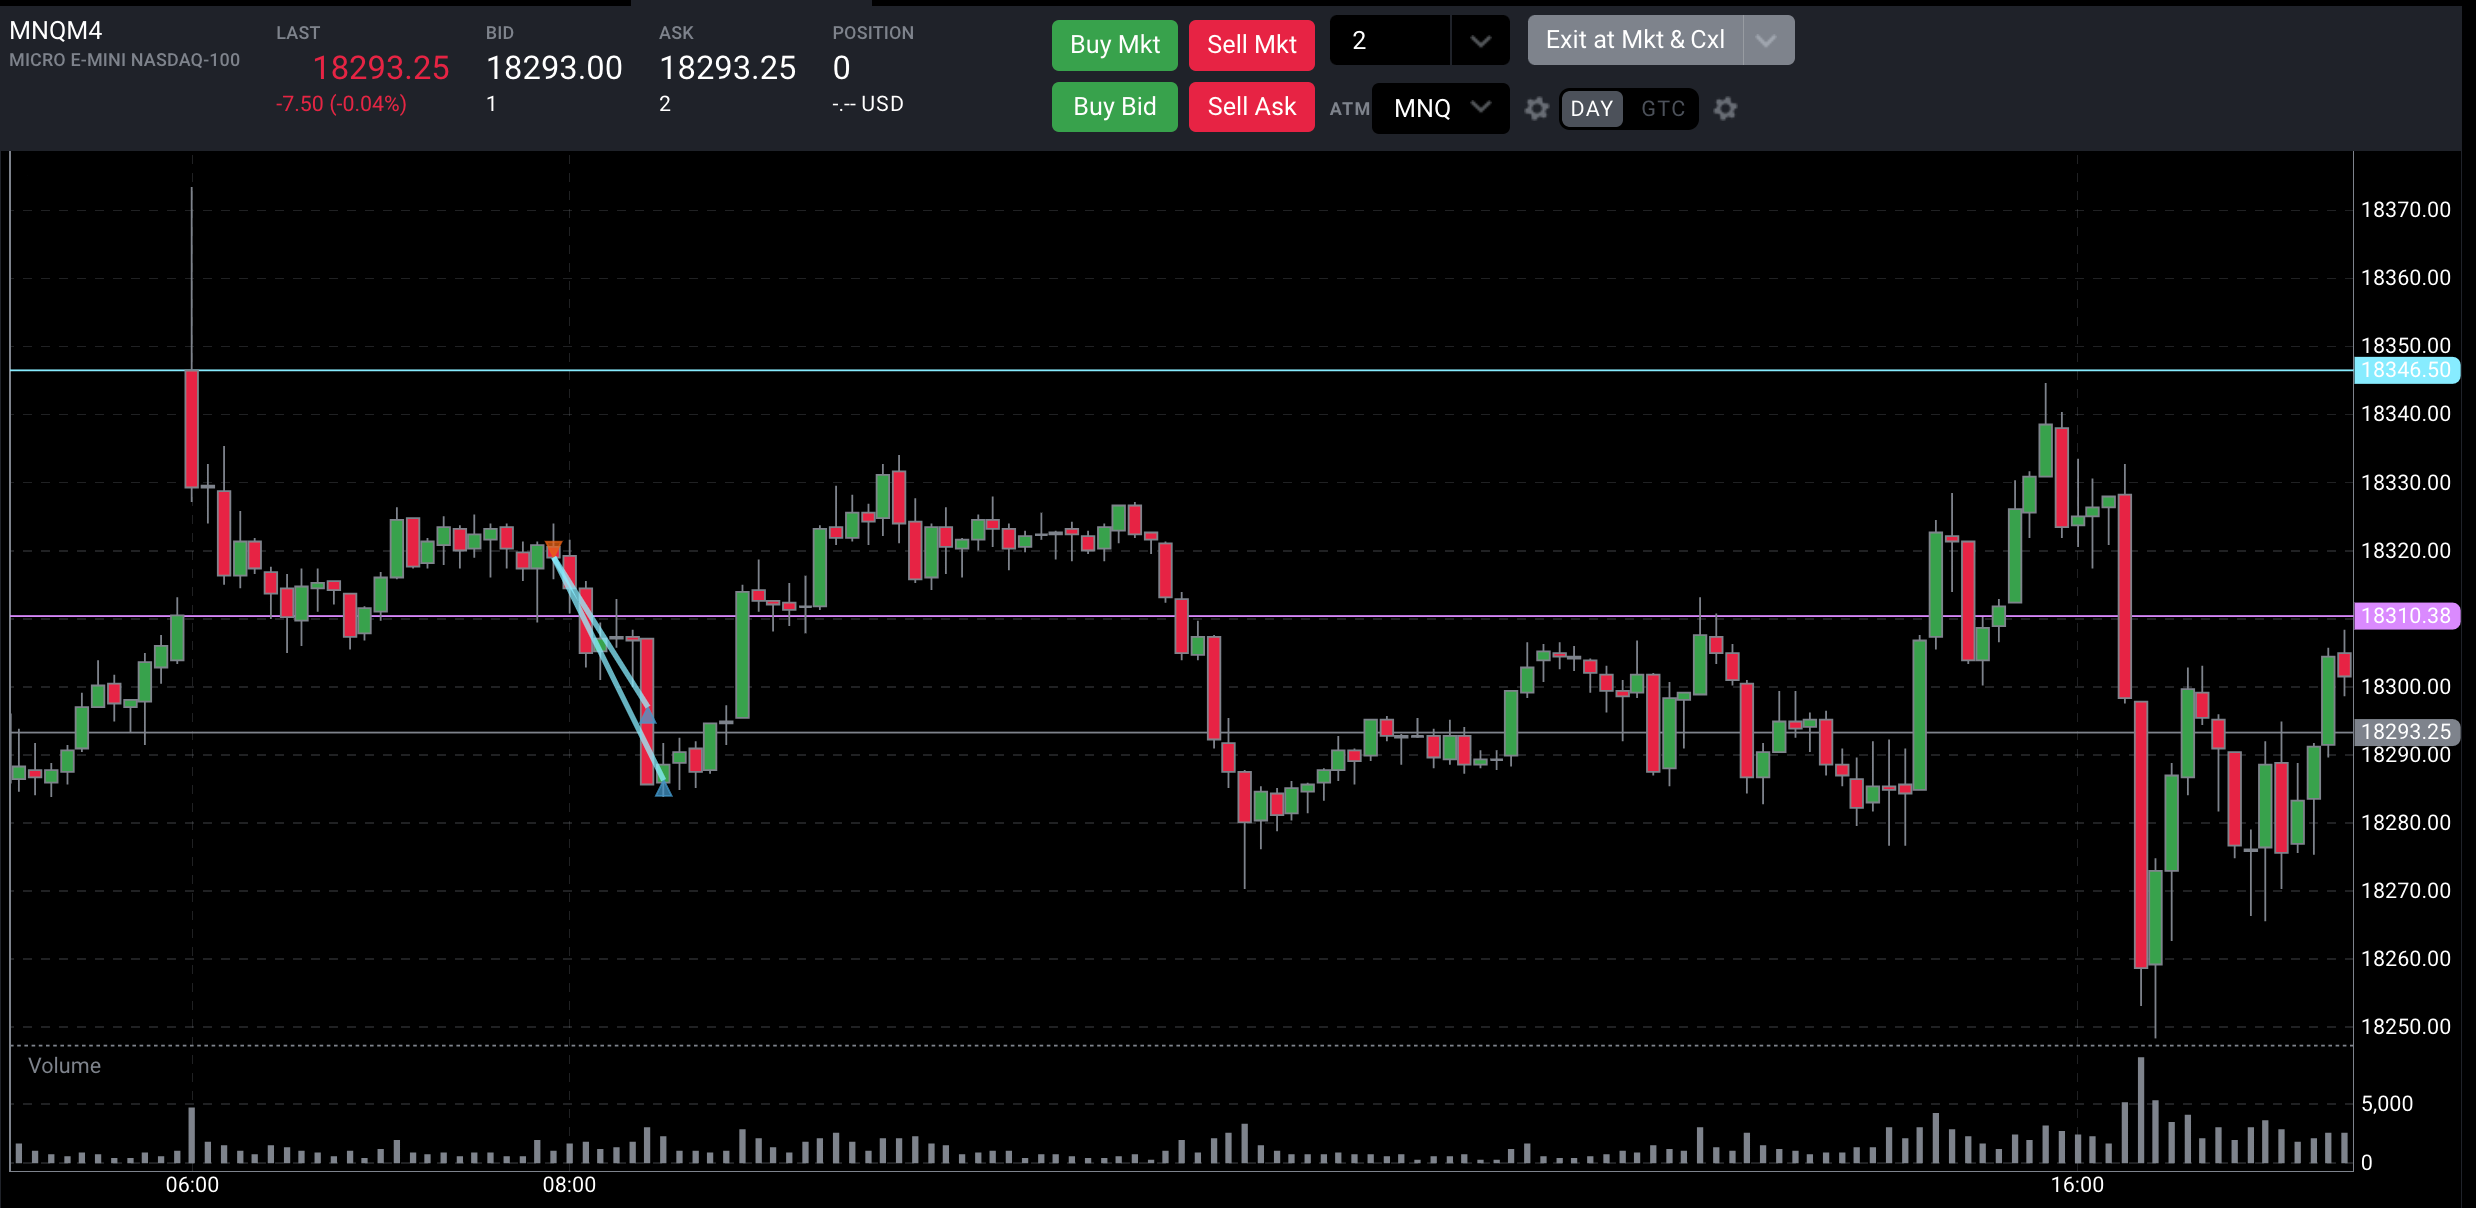 MNQM4
MICRO E-MINI NASDAQ-100
LAST
18293.25
-7.50 (-0.04%)
BID
18293.00
1
ASK
18293.25
2
POSITION
0
-.-- USD
Buy Mkt
Sell Mkt
2
Exit at Mkt & Cxl
Buy Bid
Sell Ask
ATM
MNQ
DAY
GTC
18370.00
18360.00
18350.00
18346.50
18340.00
18330.00
18320.00
18310.38
18300.00
18293.25
18290.00
18280.00
18270.00
18260.00
18250.00
Volume
5,000
0
06:00
08:00
16:00